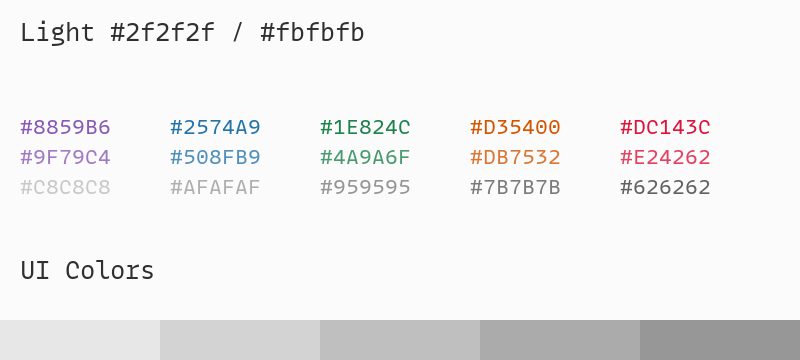 Light #2f2f2f / #fbfbfb
#8859B6 #2574A9 #1E824C #D35400 #DC143C
#9F79C4 #508FB9 #4A9A6F #DB7532 #E24262
#C8C8C8 #AFAFAF #959595 #7B7B7B #626262
UI Colors